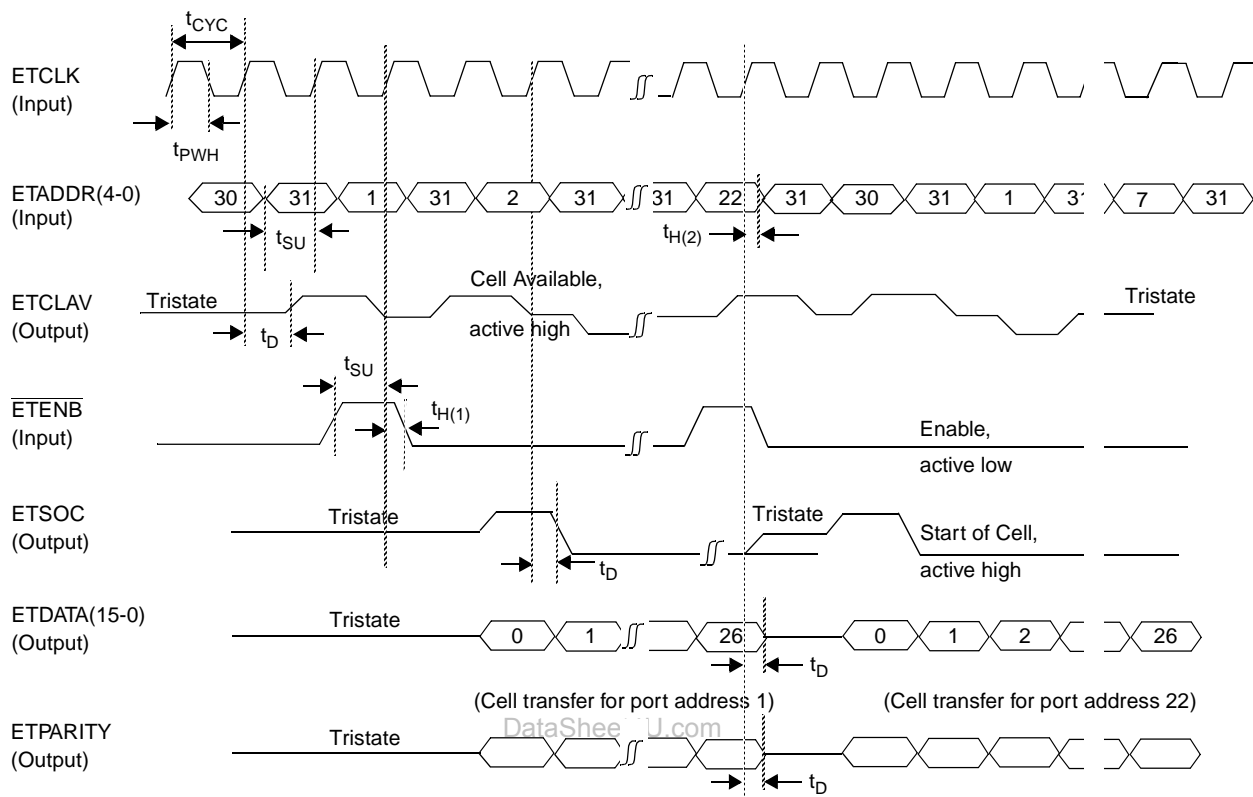 tCYC
ETCLK
(Input)
tPWH
ETADDR(4-0)
(Input)
30 31 1 31 2 31 31 22 31 30 31 1 31 7 31
tSU
tH(2)
ETCLAV
(Output)
Tristate
Cell Available,
active high
Tristate
tD
tSU
ETENB
(Input)
tH(1)
Enable,
active low
ETSOC
(Output)
Tristate
Tristate
Start of Cell,
active high
tD
ETDATA(15-0)
(Output)
Tristate
0 1 26 0 1 2 26
tD
(Cell transfer for port address 1) (Cell transfer for port address 22)
ETPARITY
(Output)
Tristate
tD